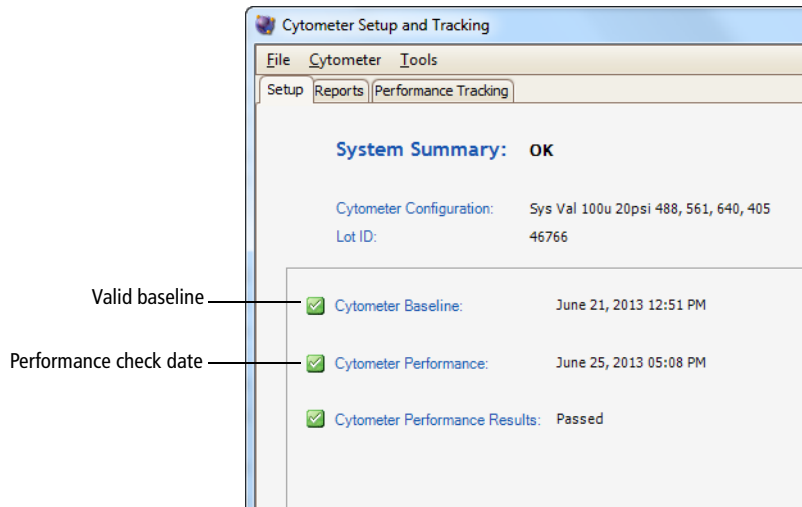 Cytometer Setup and Tracking
File Cytometer Tools
Setup Reports Performance Tracking
System Summary: OK
Cytometer Configuration: Sys Val 100u 20psi 488, 561, 640, 405
Lot ID: 46766
Valid baseline
Cytometer Baseline: June 21, 2013 12:51 PM
Performance check date
Cytometer Performance: June 25, 2013 05:08 PM
Cytometer Performance Results: Passed